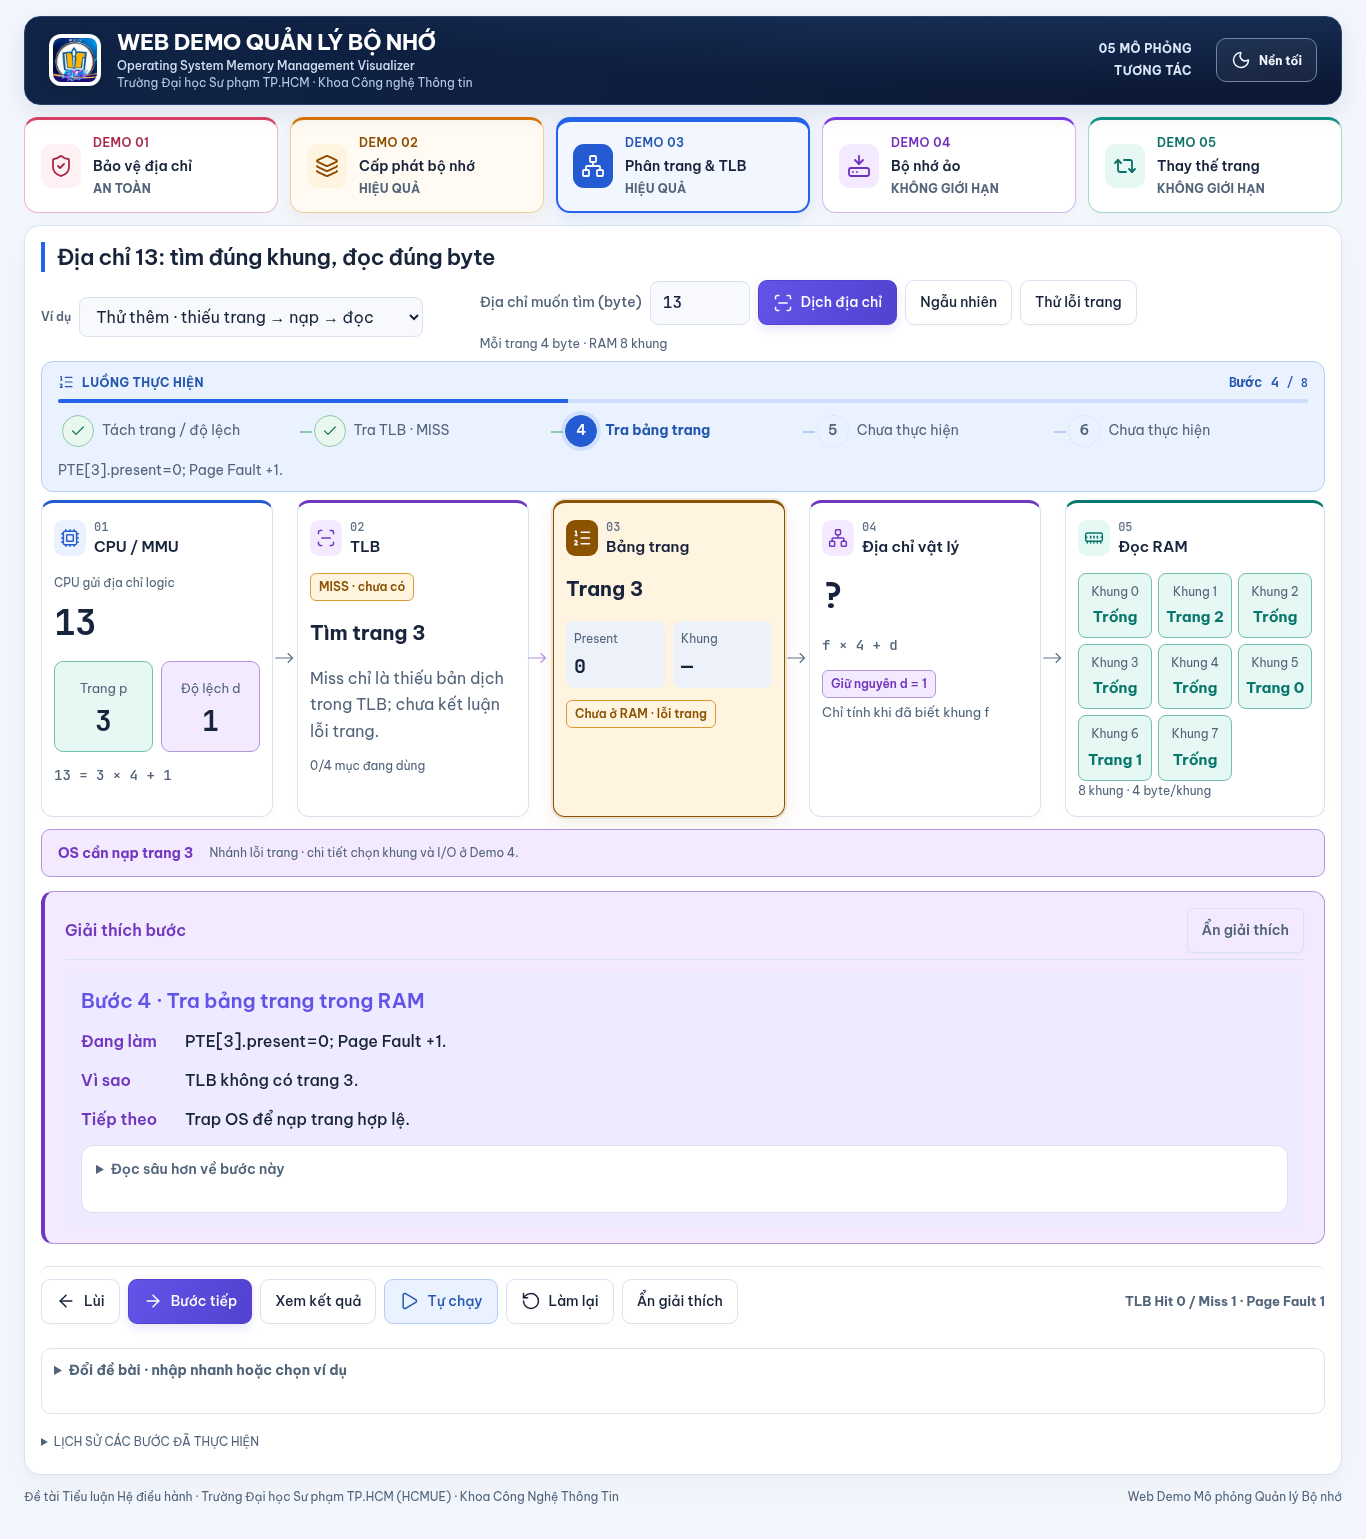 WEB DEMO QUẢN LÝ BỘ NHỚ
Operating System Memory Management Visualizer
Trường Đại học Sư phạm TP.HCM · Khoa Công nghệ Thông tin
05 MÔ PHỎNG
TƯƠNG TÁC
Nền tối
DEMO 01
Bảo vệ địa chỉ
AN TOÀN
DEMO 02
Cấp phát bộ nhớ
HIỆU QUẢ
DEMO 03
Phân trang & TLB
HIỆU QUẢ
DEMO 04
Bộ nhớ ảo
KHÔNG GIỚI HẠN
DEMO 05
Thay thế trang
KHÔNG GIỚI HẠN
Địa chỉ 13: tìm đúng khung, đọc đúng byte
Ví dụ
Thử thêm · thiếu trang → nạp → đọc
Địa chỉ muốn tìm (byte)
13
Dịch địa chỉ
Ngẫu nhiên
Thử lỗi trang
Mỗi trang 4 byte · RAM 8 khung
LUỒNG THỰC HIỆN
Bước 4 / 8
Tách trang / độ lệch
Tra TLB · MISS
4 Tra bảng trang
5 Chưa thực hiện
6 Chưa thực hiện
PTE[3].present=0; Page Fault +1.
01
CPU / MMU
CPU gửi địa chỉ logic
13
Trang p
3
Độ lệch d
1
13 = 3 × 4 + 1
02
TLB
MISS · chưa có
Tìm trang 3
Miss chỉ là thiếu bản dịch
trong TLB; chưa kết luận
lỗi trang.
0/4 mục đang dùng
03
Bảng trang
Trang 3
Present
0
Khung
—
Chưa ở RAM · lỗi trang
04
Địa chỉ vật lý
?
f × 4 + d
Giữ nguyên d = 1
Chỉ tính khi đã biết khung f
05
Đọc RAM
Khung 0
Trống
Khung 1
Trang 2
Khung 2
Trống
Khung 3
Trống
Khung 4
Trống
Khung 5
Trang 0
Khung 6
Trang 1
Khung 7
Trống
8 khung · 4 byte/khung
OS cần nạp trang 3
Nhánh lỗi trang · chi tiết chọn khung và I/O ở Demo 4.
Giải thích bước
Ẩn giải thích
Bước 4 · Tra bảng trang trong RAM
Đang làm PTE[3].present=0; Page Fault +1.
Vì sao TLB không có trang 3.
Tiếp theo Trap OS để nạp trang hợp lệ.
Đọc sâu hơn về bước này
Lùi
Bước tiếp
Xem kết quả
Tự chạy
Làm lại
Ẩn giải thích
TLB Hit 0 / Miss 1 · Page Fault 1
Đổi đề bài · nhập nhanh hoặc chọn ví dụ
LỊCH SỬ CÁC BƯỚC ĐÃ THỰC HIỆN
Đề tài Tiểu luận Hệ điều hành · Trường Đại học Sư phạm TP.HCM (HCMUE) · Khoa Công Nghệ Thông Tin
Web Demo Mô phỏng Quản lý Bộ nhớ